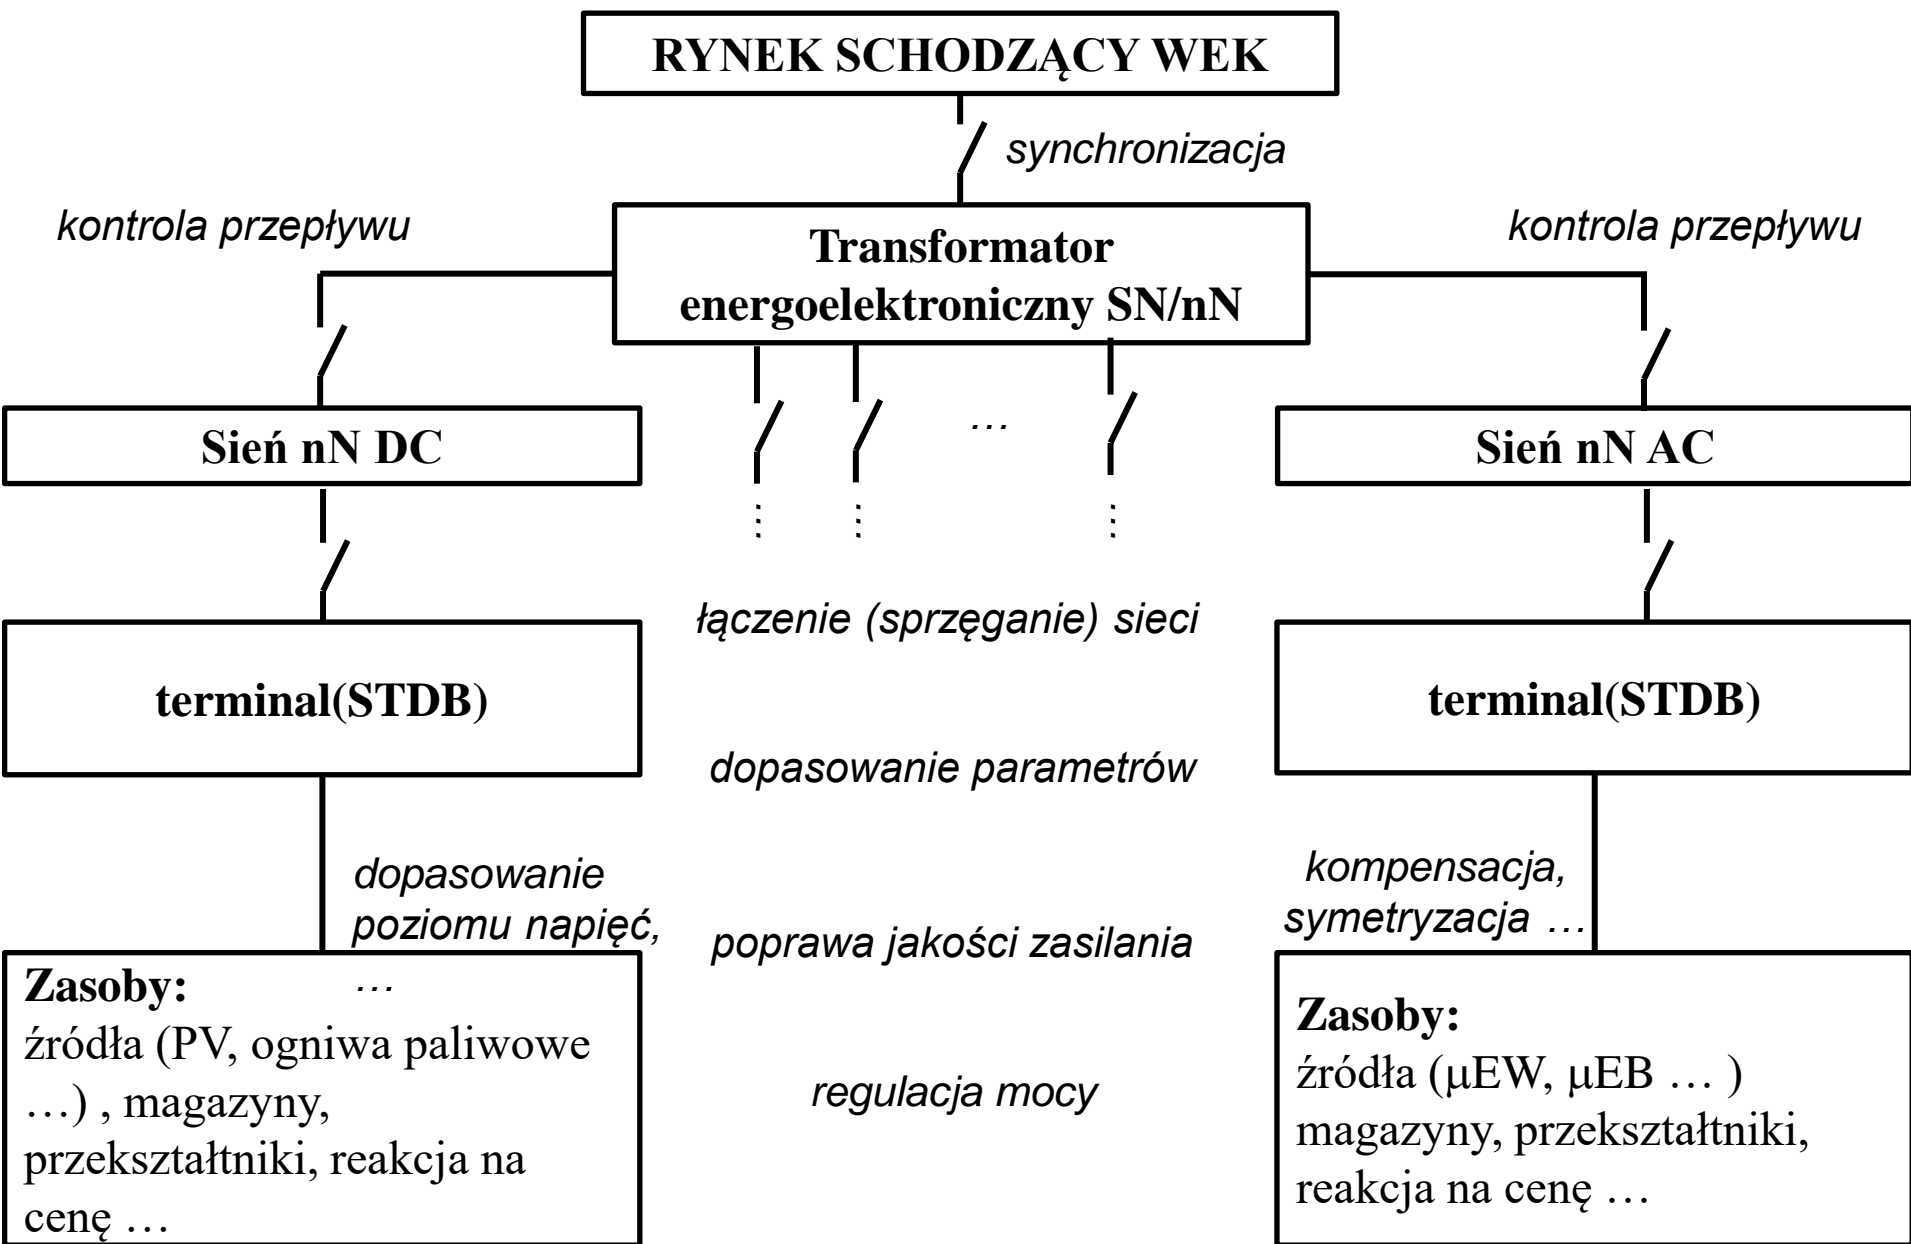 RYNEK SCHODZĄCY WEK
synchronizacja
kontrola przepływu
kontrola przepływu
Transformator
energoelektroniczny SN/nN
Sień nN DC
…
Sień nN AC
…
…
…
łączenie (sprzęganie) sieci
terminal(STDB)
terminal(STDB)
dopasowanie parametrów
dopasowanie
poziomu napięć,
…
kompensacja,
symetryzacja …
poprawa jakości zasilania
regulacja mocy
Zasoby:
źródła (PV, ogniwa paliwowe
…) , magazyny,
przekształtniki, reakcja na
cenę …
Zasoby:
źródła (μEW, μEB … )
magazyny, przekształtniki,
reakcja na cenę …